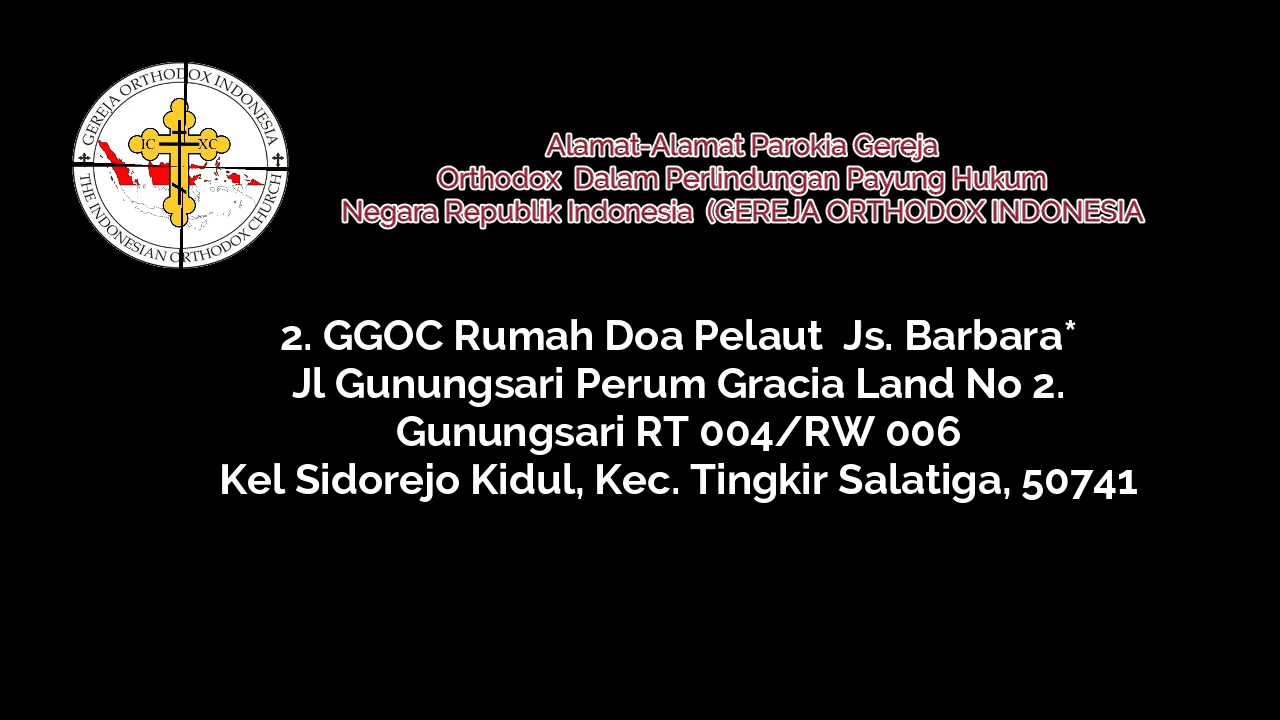 GEREJA ORTHODOX INDONESIA
IC XC
THE INDONESIAN ORTHODOX CHURCH
Alamat-Alamat Parokia Gereja
Orthodox Dalam Perlindungan Payung Hukum
Negara Republik Indonesia (GEREJA ORTHODOX INDONESIA
2. GGOC Rumah Doa Pelaut Js. Barbara*
Jl Gunungsari Perum Gracia Land No 2.
Gunungsari RT 004/RW 006
Kel Sidorejo Kidul, Kec. Tingkir Salatiga, 50741